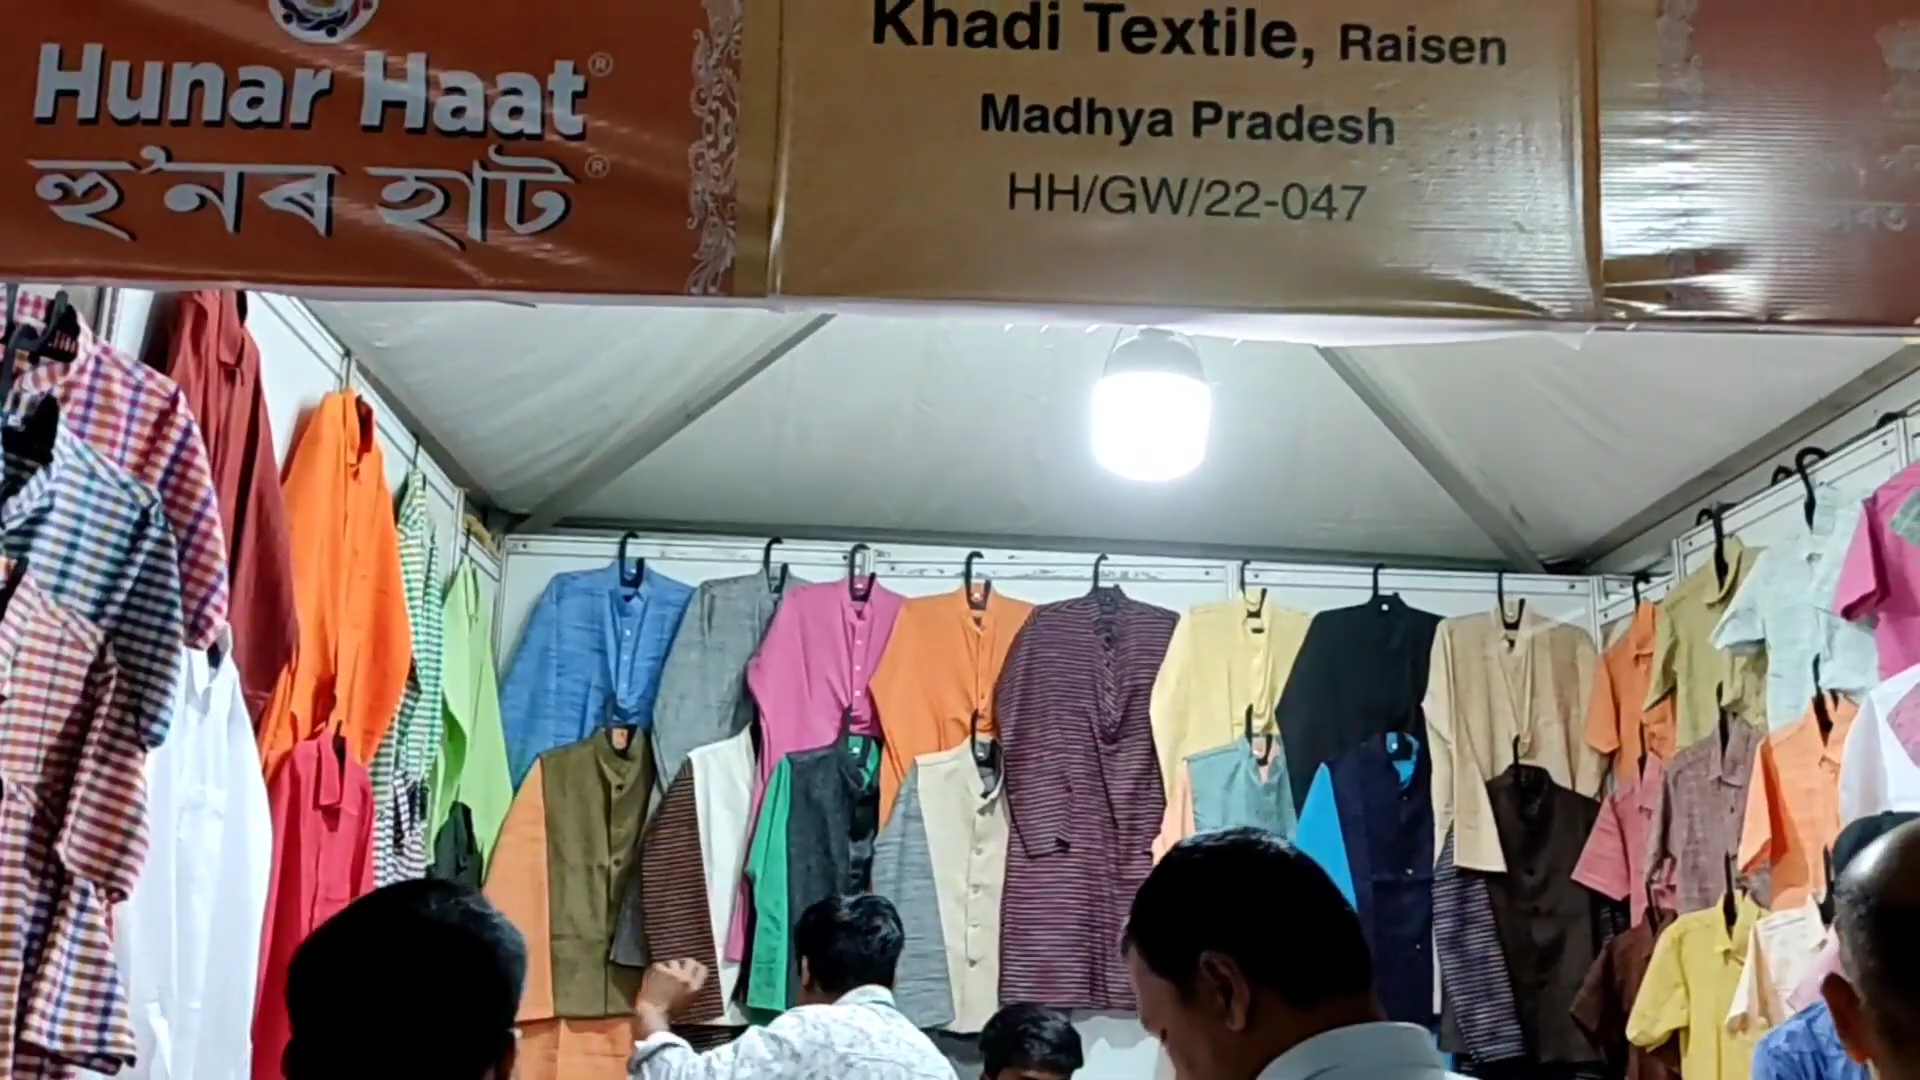 Hunar Haat®
হু'নৰ হাট®
Khadi Textile, Raisen
Madhya Pradesh
HH/GW/22-047